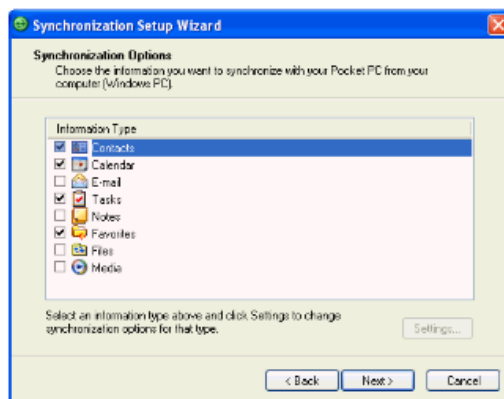 Synchronization Setup Wizard
Synchronization Options
Choose the information you want to synchronize with your Pocket PC from your
computer (Windows PC).
Information Type
Contacts
Calendar
E-mail
Tasks
Notes
Favorites
Files
Media
Select an information type above and click Settings to change
synchronization options for that type.
Settings...
< Back
Next >
Cancel